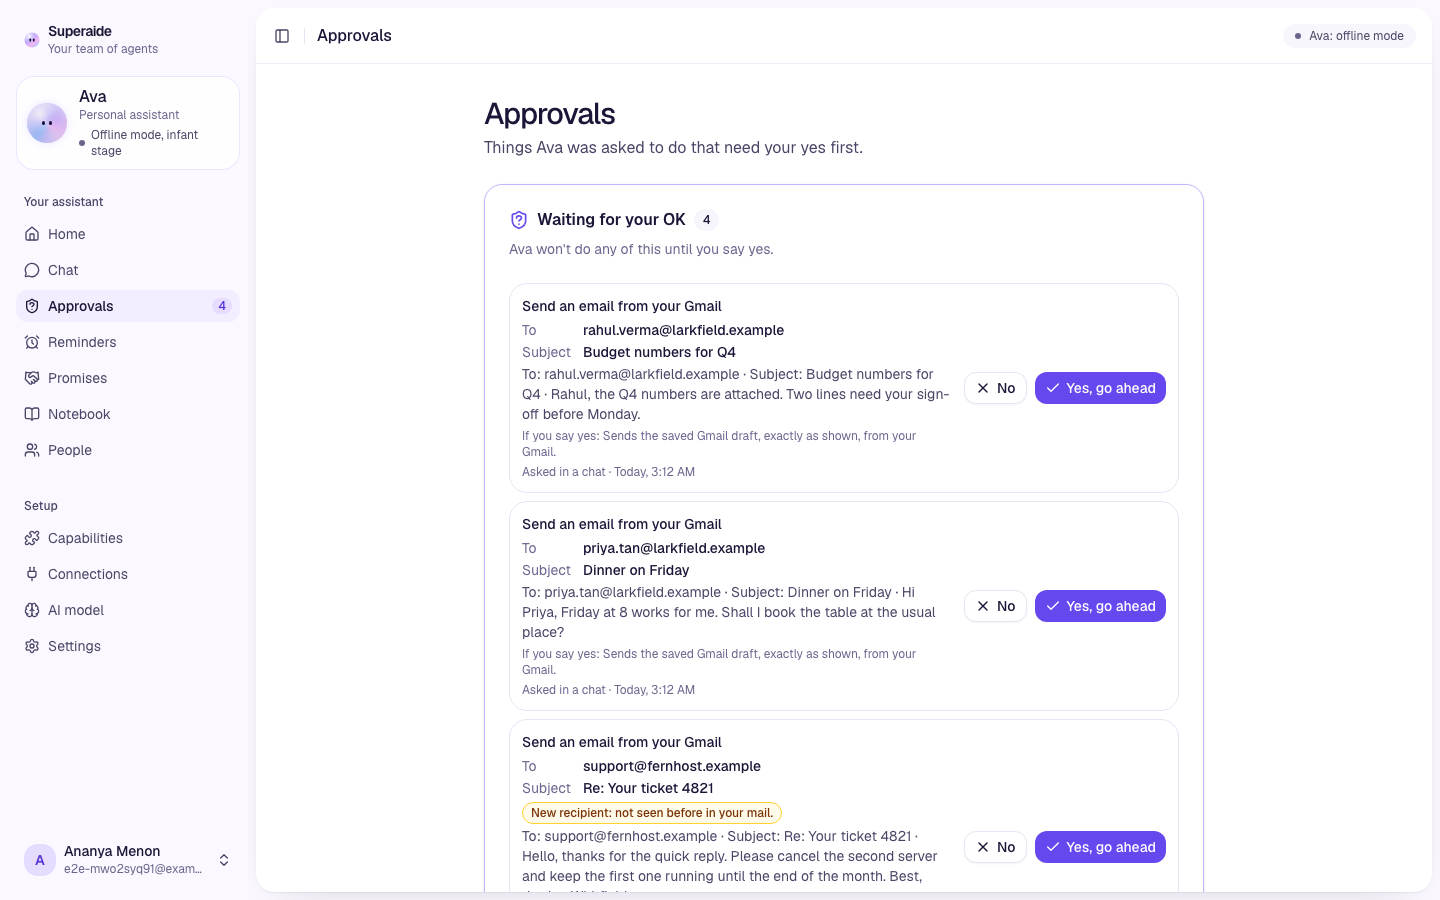 Superaide
Your team of agents
Ava
Personal assistant
Offline mode, infant
stage
Your assistant
Home
Chat
Approvals 4
Reminders
Promises
Notebook
People
Setup
Capabilities
Connections
AI model
Settings
A
Ananya Menon
e2e-mwo2syq91@exam...
Approvals
Ava: offline mode
Approvals
Things Ava was asked to do that need your yes first.
Waiting for your OK 4
Ava won't do any of this until you say yes.
Send an email from your Gmail
To rahul.verma@larkfield.example
Subject Budget numbers for Q4
To: rahul.verma@larkfield.example · Subject: Budget numbers for
Q4 · Rahul, the Q4 numbers are attached. Two lines need your sign-
off before Monday.
If you say yes: Sends the saved Gmail draft, exactly as shown, from your
Gmail.
Asked in a chat · Today, 3:12 AM
No
Yes, go ahead
Send an email from your Gmail
To priya.tan@larkfield.example
Subject Dinner on Friday
To: priya.tan@larkfield.example · Subject: Dinner on Friday · Hi
Priya, Friday at 8 works for me. Shall I book the table at the usual
place?
If you say yes: Sends the saved Gmail draft, exactly as shown, from your
Gmail.
Asked in a chat · Today, 3:12 AM
No
Yes, go ahead
Send an email from your Gmail
To support@fernhost.example
Subject Re: Your ticket 4821
New recipient: not seen before in your mail.
To: support@fernhost.example · Subject: Re: Your ticket 4821 ·
Hello, thanks for the quick reply. Please cancel the second server
and keep the first one running until the end of the month. Best,
No
Yes, go ahead